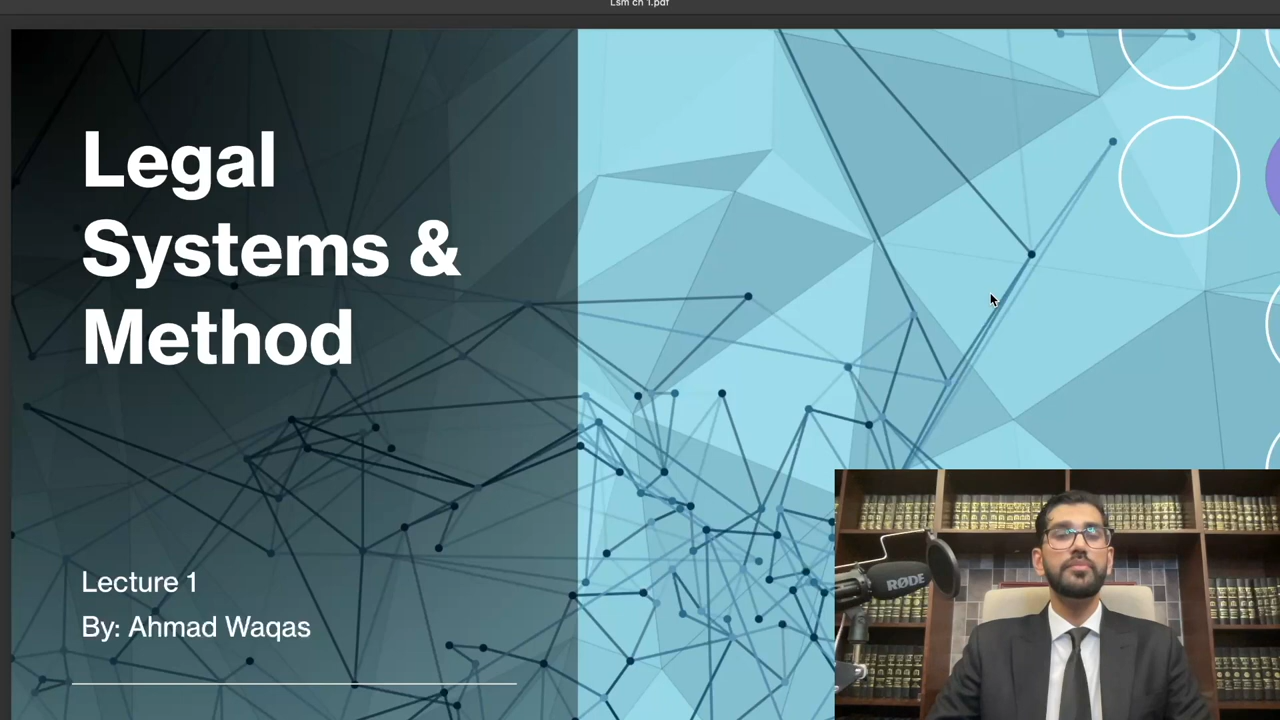 Lsm ch 1.pdf
Legal
Systems &
Method
Lecture 1
By: Ahmad Waqas
RØDE